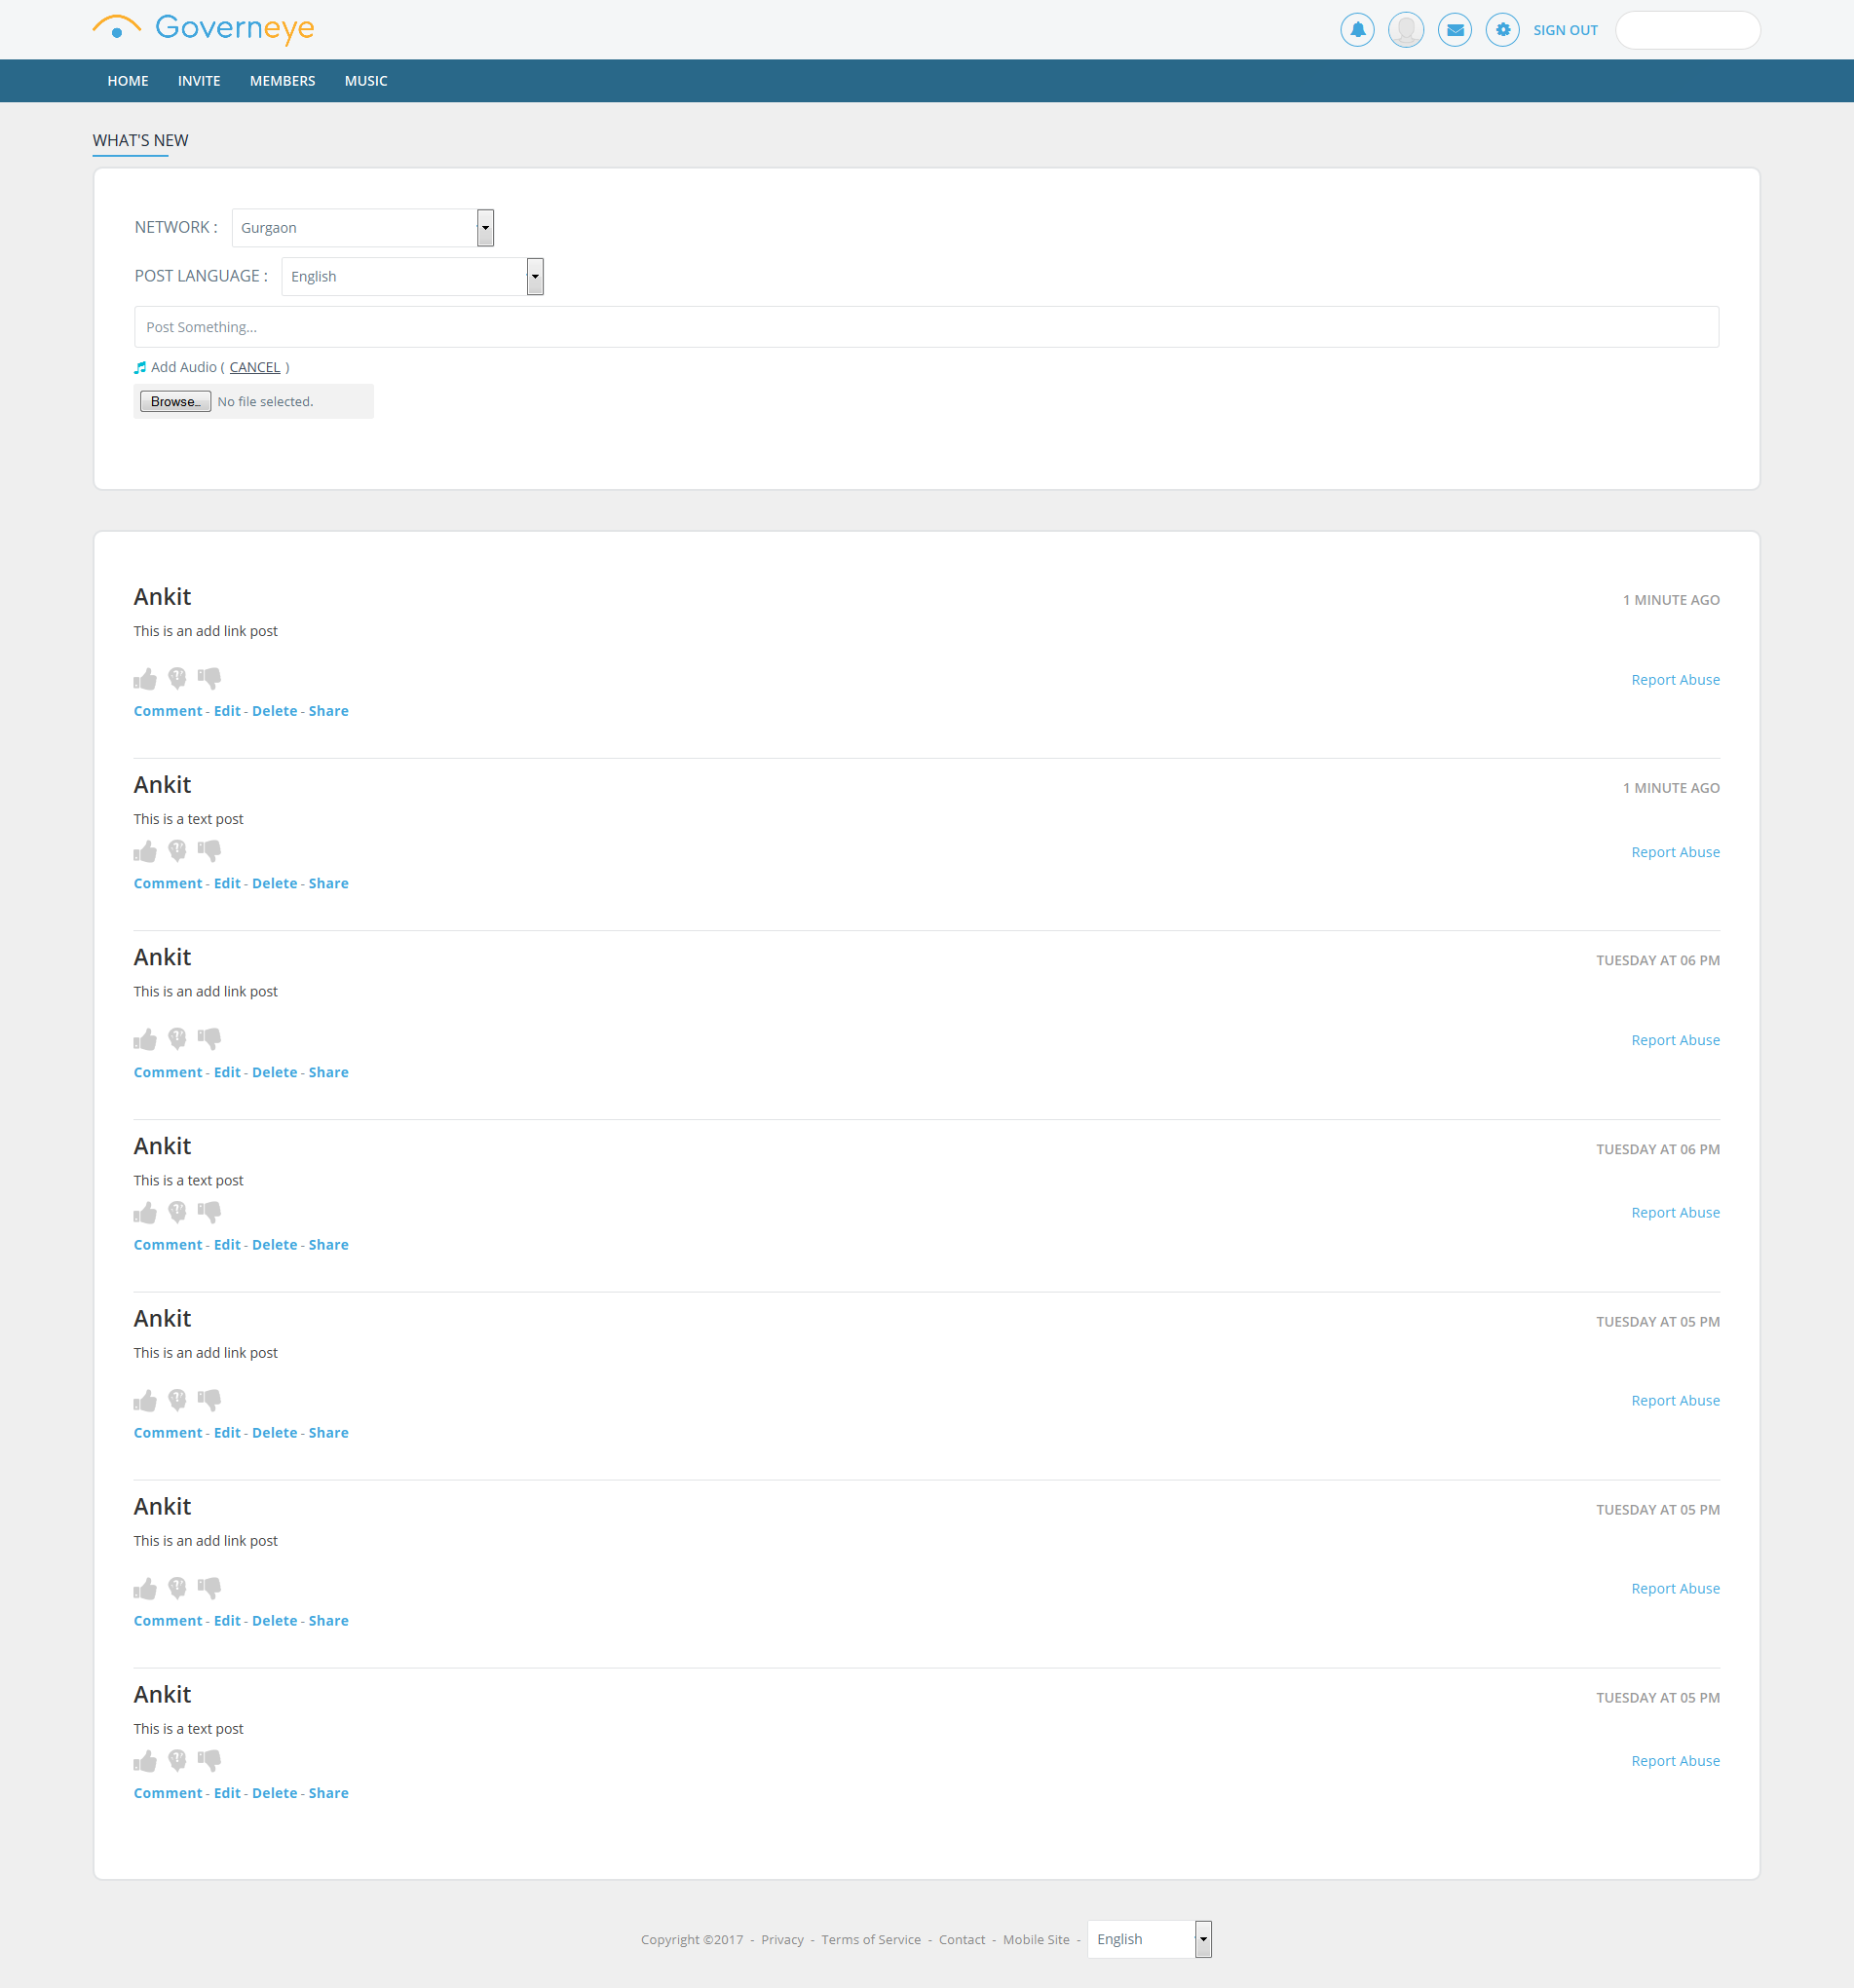 Governeye
SIGN OUT
HOME INVITE MEMBERS MUSIC
WHAT'S NEW
NETWORK : Gurgaon
POST LANGUAGE : English
Post Something...
Add Audio ( CANCEL )
Browse... No file selected.
Ankit 1 MINUTE AGO
This is an add link post
Report Abuse
Comment - Edit - Delete - Share
Ankit 1 MINUTE AGO
This is a text post
Report Abuse
Comment - Edit - Delete - Share
Ankit TUESDAY AT 06 PM
This is an add link post
Report Abuse
Comment - Edit - Delete - Share
Ankit TUESDAY AT 06 PM
This is a text post
Report Abuse
Comment - Edit - Delete - Share
Ankit TUESDAY AT 05 PM
This is an add link post
Report Abuse
Comment - Edit - Delete - Share
Ankit TUESDAY AT 05 PM
This is an add link post
Report Abuse
Comment - Edit - Delete - Share
Ankit TUESDAY AT 05 PM
This is a text post
Report Abuse
Comment - Edit - Delete - Share
Copyright ©2017 - Privacy - Terms of Service - Contact - Mobile Site - English